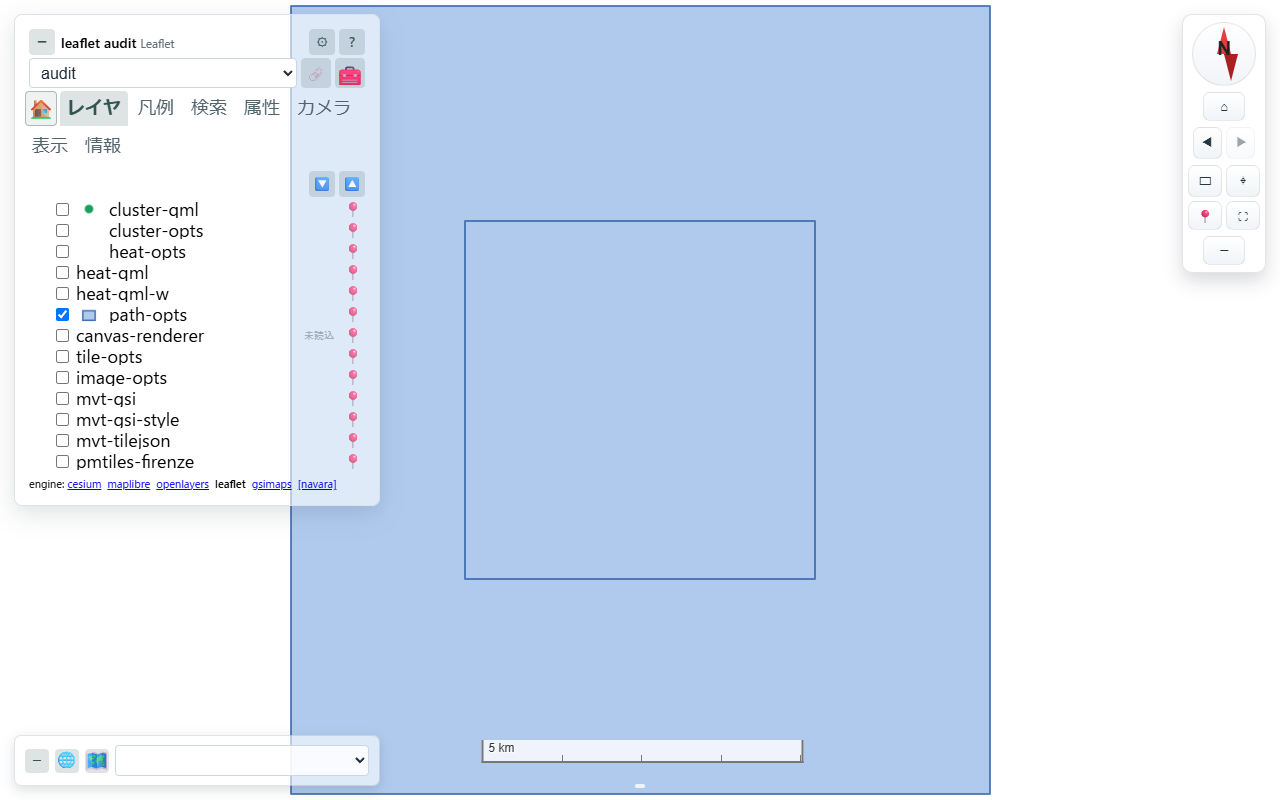 − leaflet audit Leaflet ⚙ ?
audit
レイヤ 凡例 検索 属性 カメラ
表示 情報
cluster-qml
cluster-opts
heat-opts
heat-qml
heat-qml-w
path-opts
canvas-renderer 未読込
tile-opts
image-opts
mvt-gsi
mvt-gsi-style
mvt-tilejson
pmtiles-firenze
engine: cesium maplibre openlayers leaflet gsimaps [navara]
N
5 km